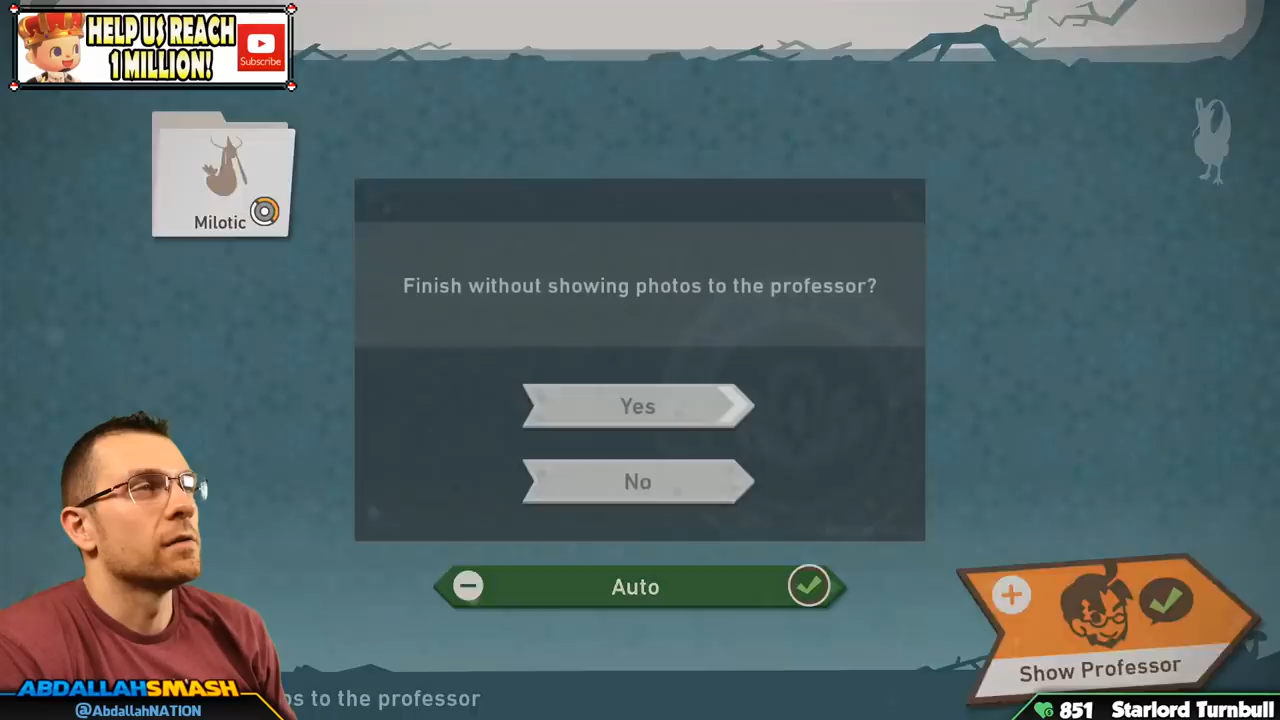 HELP US REACH
1 MILLION!
Subscribe
Milotic
Finish without showing photos to the professor?
Yes
No
Auto
Show Professor
os to the professor
ABDALLAHSMASH
@AbdallahNATION
851 Starlord Turnbull